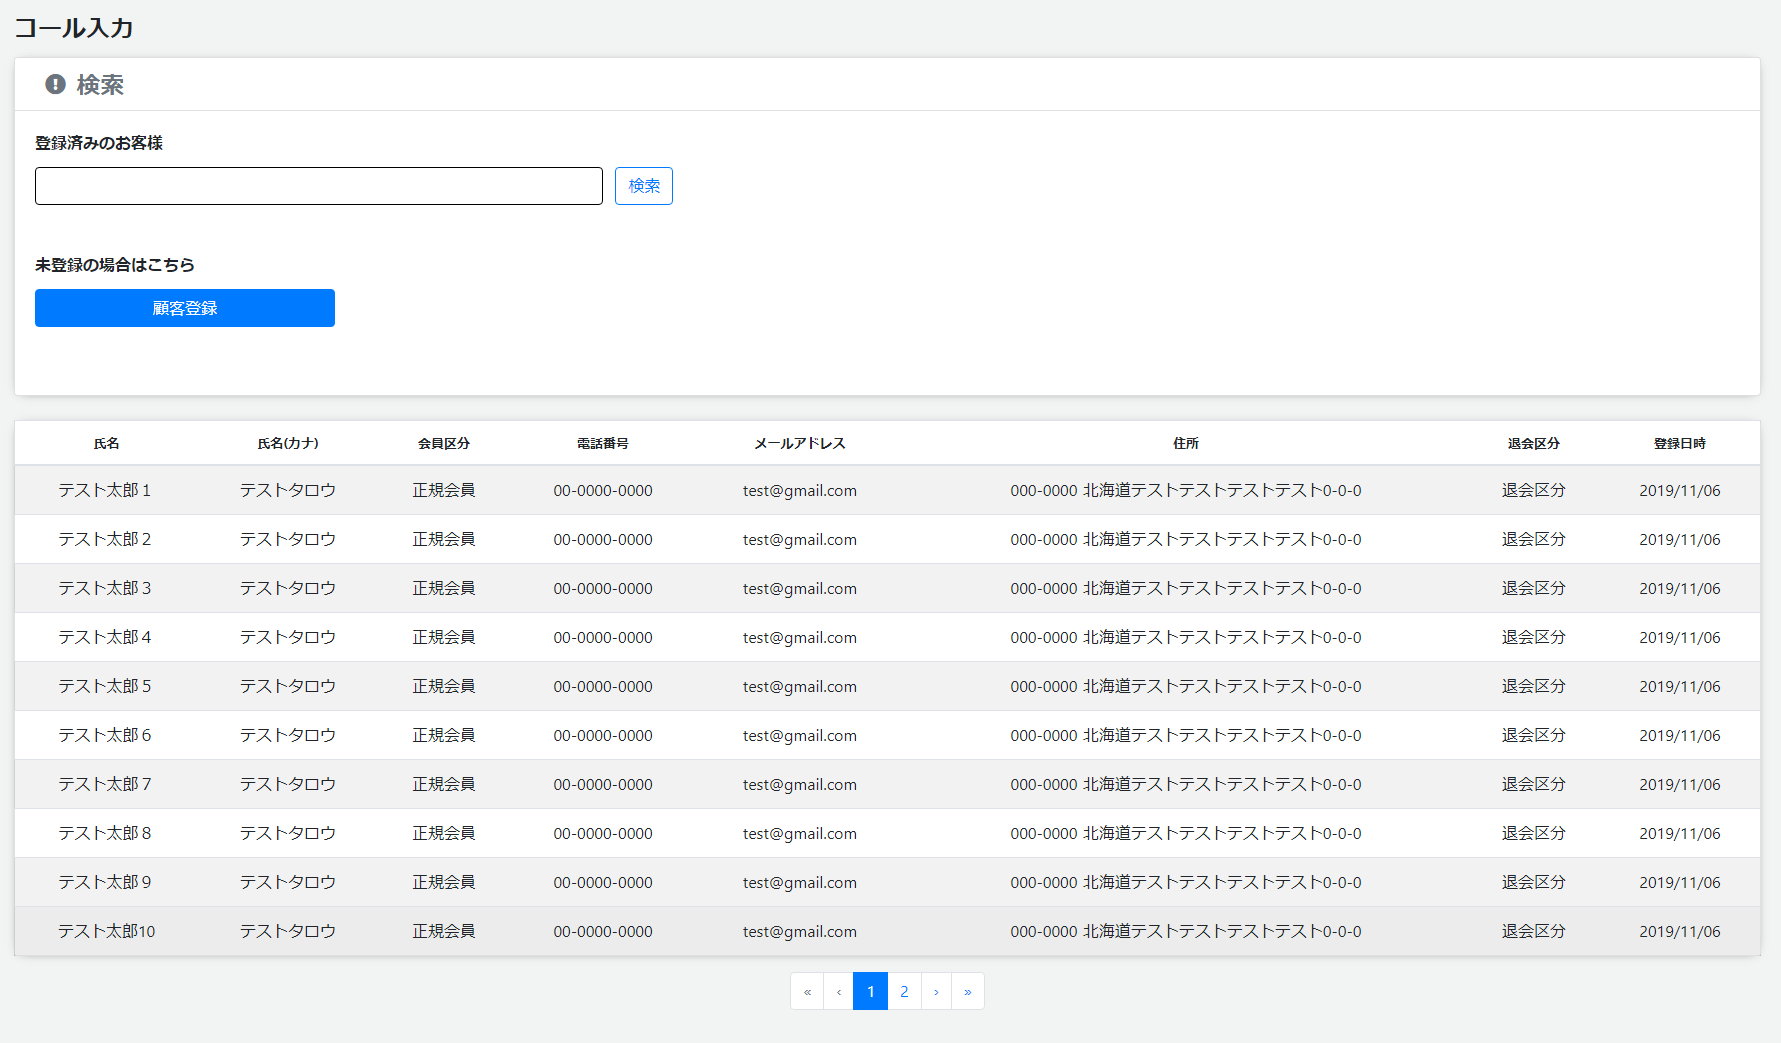 コール入力
検索
登録済みのお客様
検索
未登録の場合はこちら
顧客登録
氏名 氏名(カナ) 会員区分 電話番号 メールアドレス 住所 退会区分 登録日時
テスト太郎１ テストタロウ 正規会員 00-0000-0000 test@gmail.com 000-0000 北海道テストテストテストテスト0-0-0 退会区分 2019/11/06
テスト太郎２ テストタロウ 正規会員 00-0000-0000 test@gmail.com 000-0000 北海道テストテストテストテスト0-0-0 退会区分 2019/11/06
テスト太郎３ テストタロウ 正規会員 00-0000-0000 test@gmail.com 000-0000 北海道テストテストテストテスト0-0-0 退会区分 2019/11/06
テスト太郎４ テストタロウ 正規会員 00-0000-0000 test@gmail.com 000-0000 北海道テストテストテストテスト0-0-0 退会区分 2019/11/06
テスト太郎５ テストタロウ 正規会員 00-0000-0000 test@gmail.com 000-0000 北海道テストテストテストテスト0-0-0 退会区分 2019/11/06
テスト太郎６ テストタロウ 正規会員 00-0000-0000 test@gmail.com 000-0000 北海道テストテストテストテスト0-0-0 退会区分 2019/11/06
テスト太郎７ テストタロウ 正規会員 00-0000-0000 test@gmail.com 000-0000 北海道テストテストテストテスト0-0-0 退会区分 2019/11/06
テスト太郎８ テストタロウ 正規会員 00-0000-0000 test@gmail.com 000-0000 北海道テストテストテストテスト0-0-0 退会区分 2019/11/06
テスト太郎９ テストタロウ 正規会員 00-0000-0000 test@gmail.com 000-0000 北海道テストテストテストテスト0-0-0 退会区分 2019/11/06
テスト太郎10 テストタロウ 正規会員 00-0000-0000 test@gmail.com 000-0000 北海道テストテストテストテスト0-0-0 退会区分 2019/11/06
« ‹ 1 2 › »